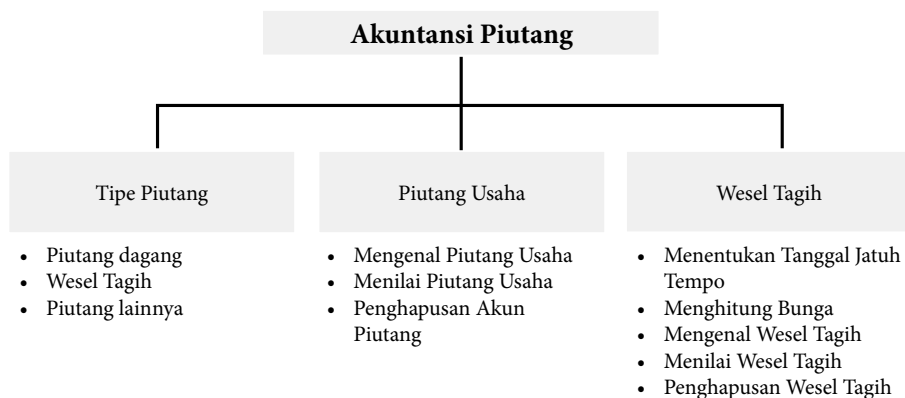 Akuntansi Piutang
Tipe Piutang
• Piutang dagang
• Wesel Tagih
• Piutang lainnya
Piutang Usaha
• Mengenal Piutang Usaha
• Menilai Piutang Usaha
• Penghapusan Akun
Piutang
Wesel Tagih
• Menentukan Tanggal Jatuh
Tempo
• Menghitung Bunga
• Mengenal Wesel Tagih
• Menilai Wesel Tagih
• Penghapusan Wesel Tagih